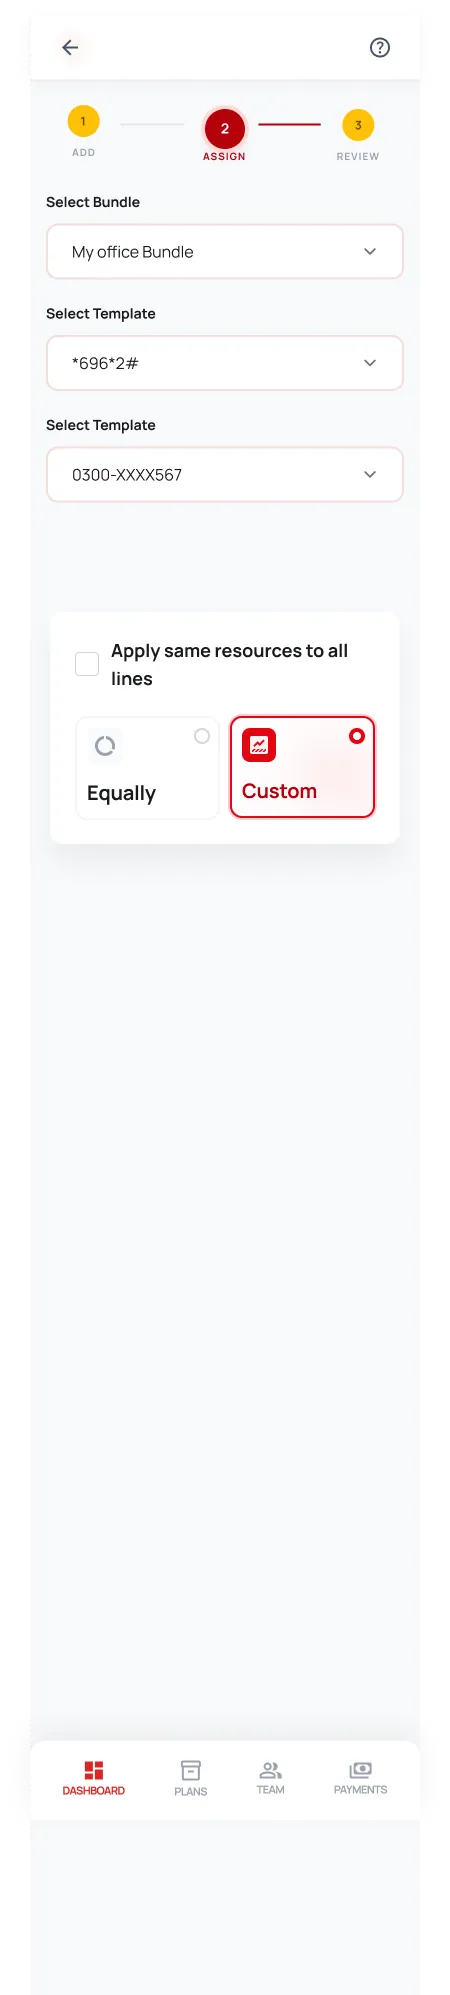 1
2
3
ADD
ASSIGN
REVIEW
Select Bundle
My office Bundle
Select Template
*696*2#
Select Template
0300-XXXX567
Apply same resources to all
lines
Equally
Custom
DASHBOARD
PLANS
TEAM
PAYMENTS